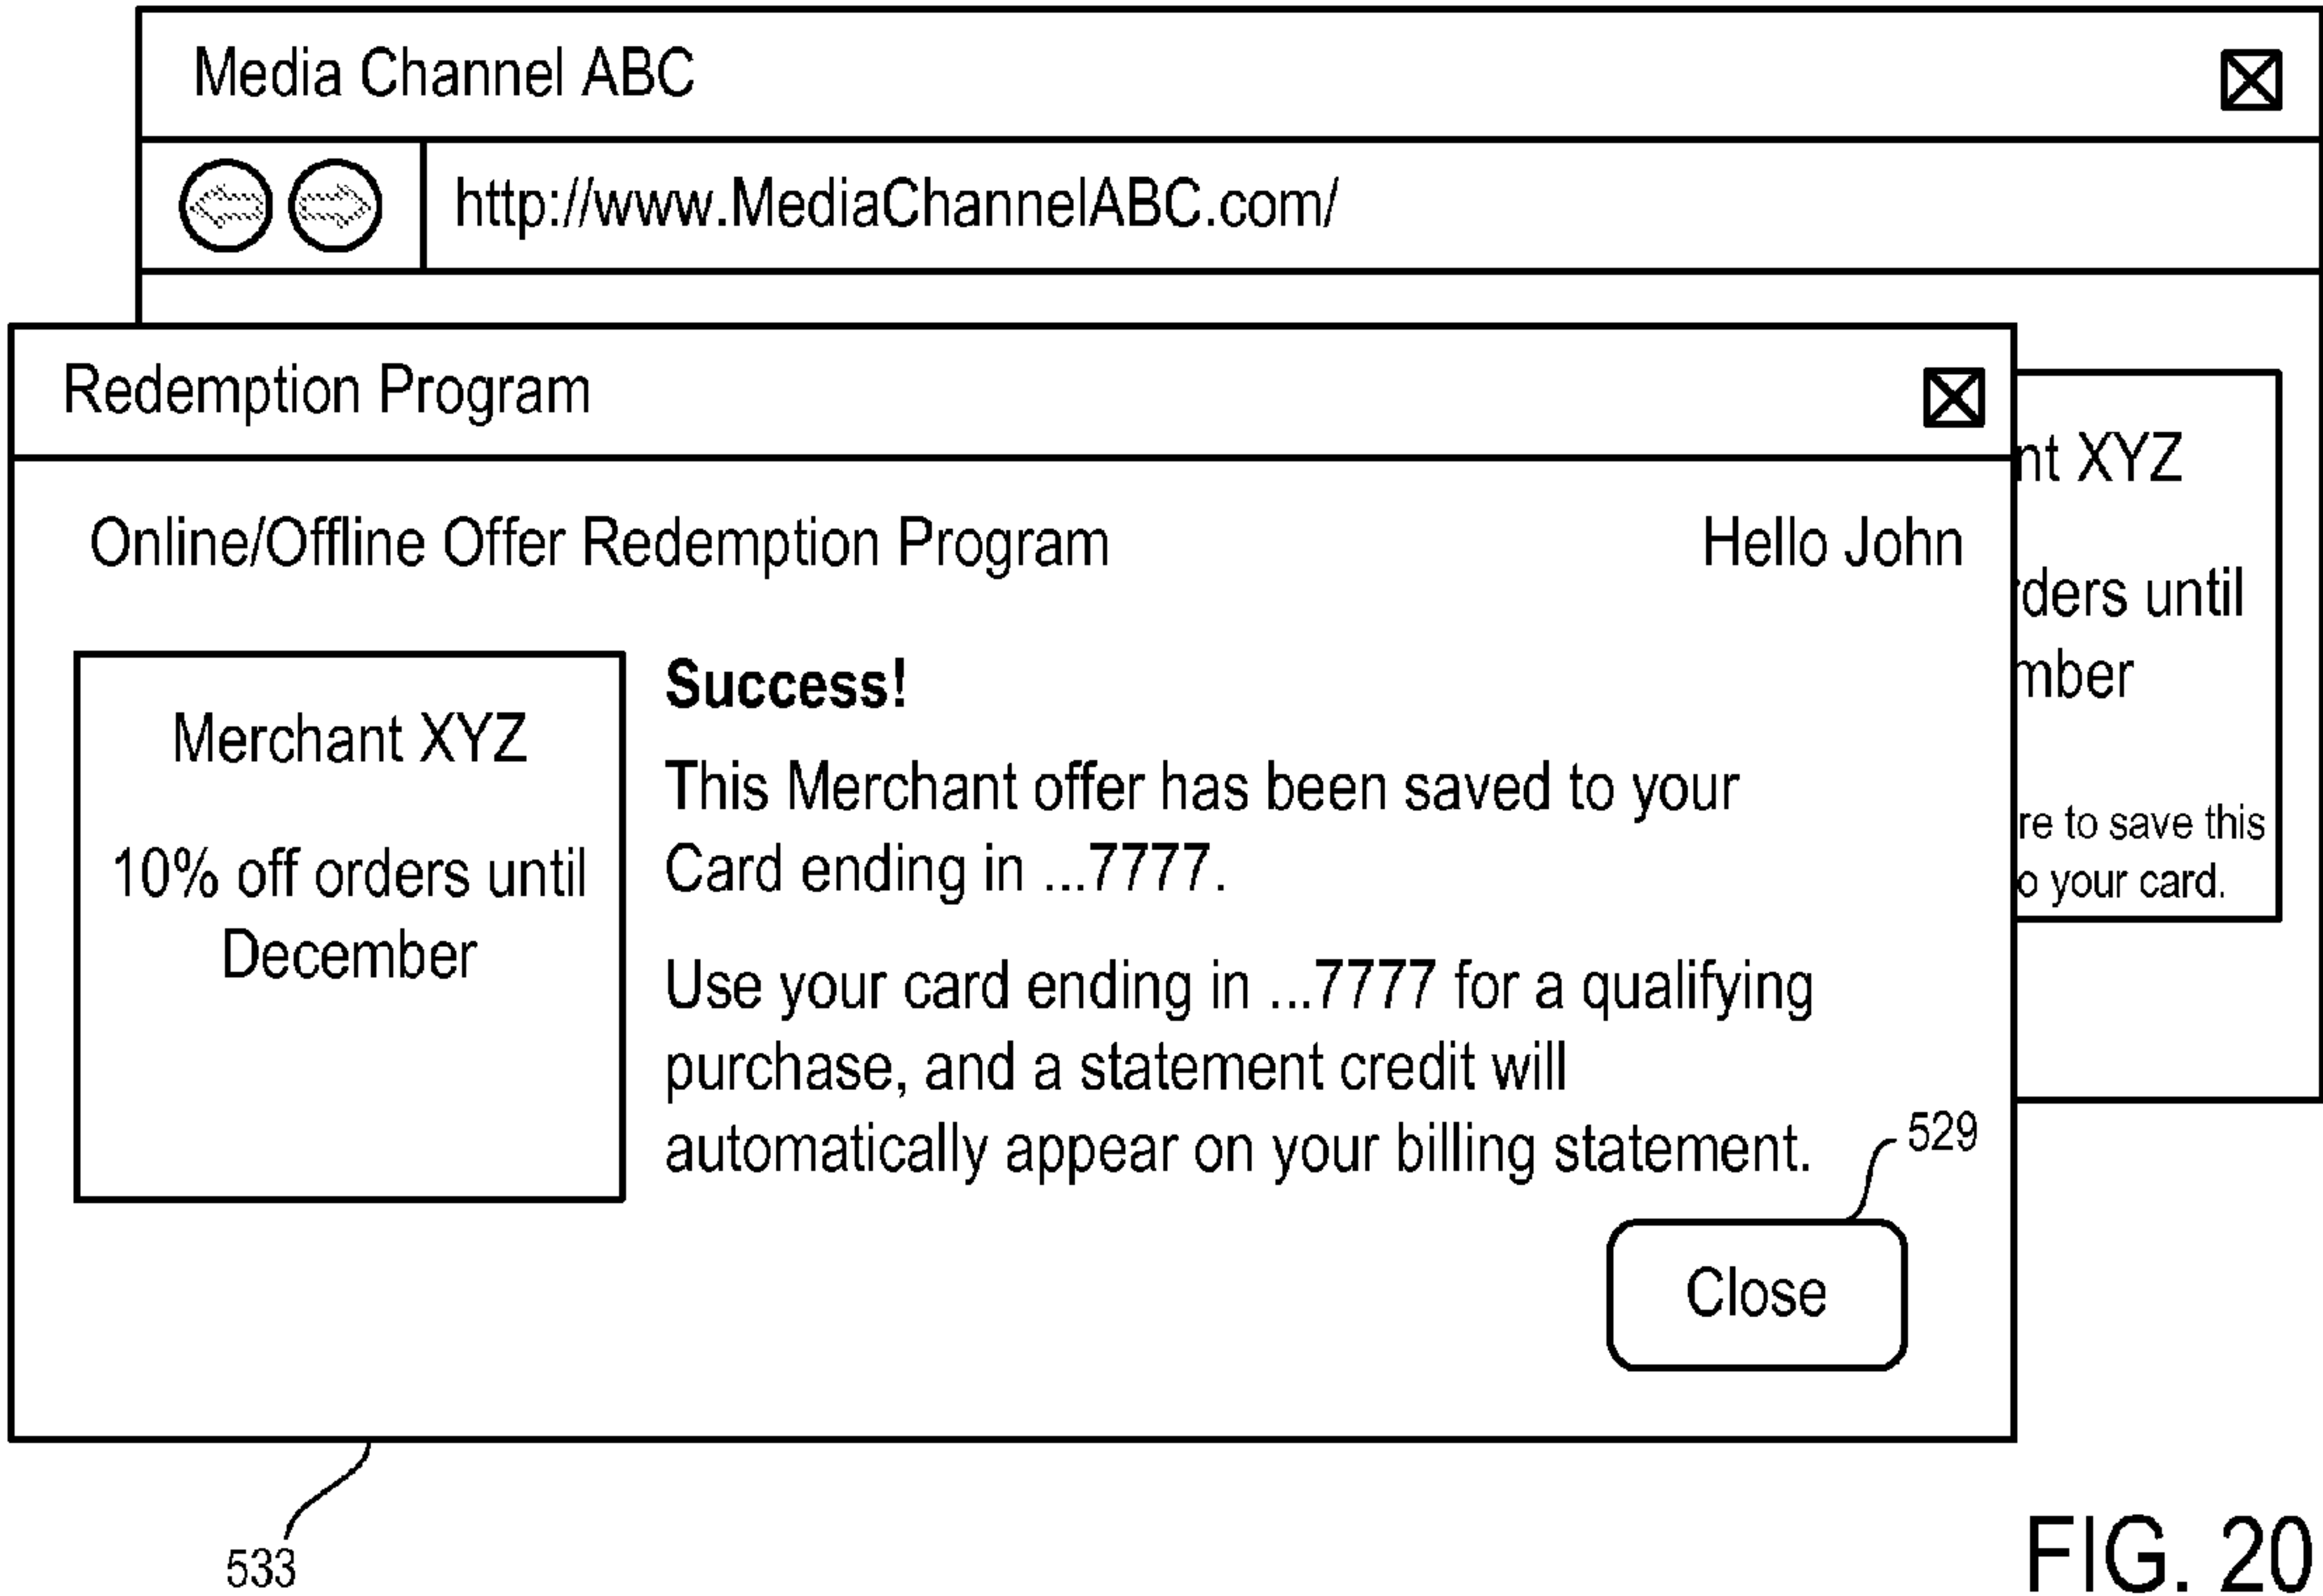 Media Channel ABC
http://www.MediaChannelABC.com/
Redemption Program
Online/Offline Offer Redemption Program
Hello John
Merchant XYZ
10% off orders until
December
Success!
This Merchant offer has been saved to your
Card ending in ...7777.
Use your card ending in ...7777 for a qualifying
purchase, and a statement credit will
automatically appear on your billing statement.
Close
529
nt XYZ
ders until
mber
re to save this
o your card.
533
FIG. 20